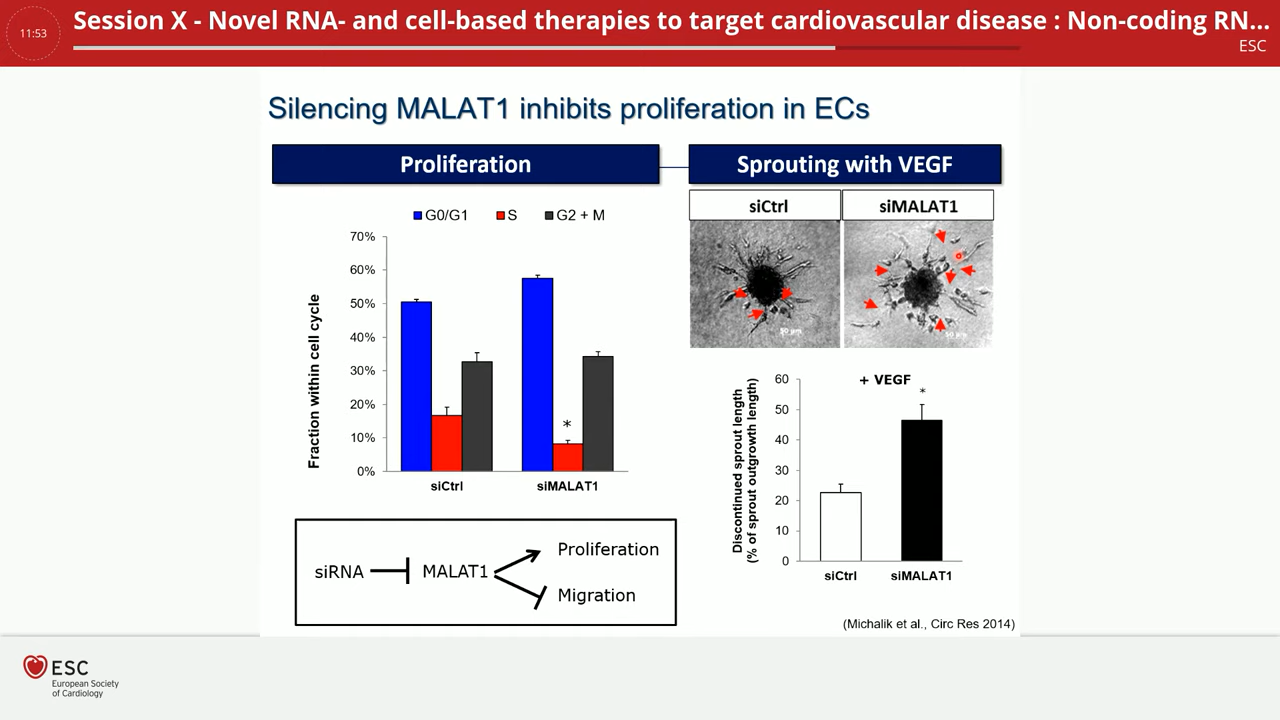 11:53
Session X - Novel RNA- and cell-based therapies to target cardiovascular disease : Non-coding RN...
ESC
Silencing MALAT1 inhibits proliferation in ECs
Proliferation
G0/G1 S G2 + M
Fraction within cell cycle
70%
60%
50%
40%
30%
20%
10%
0%
*
siCtrl siMALAT1
siRNA MALAT1
Proliferation
Migration
Sprouting with VEGF
siCtrl siMALAT1
50 µm 50 µm
Discontinued sprout length
(% of sprout outgrowth length)
+ VEGF
*
60
50
40
30
20
10
0
siCtrl siMALAT1
(Michalik et al., Circ Res 2014)
ESC
European Society
of Cardiology